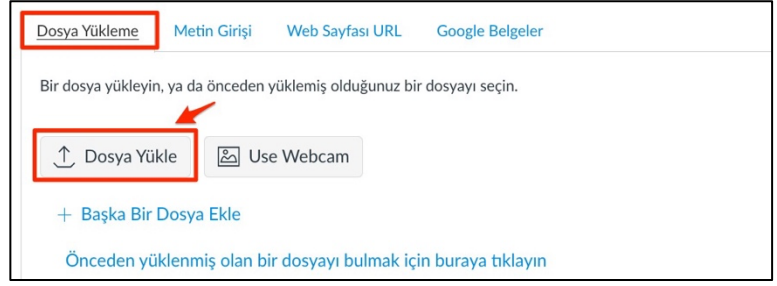 Dosya Yükleme Metin Girişi Web Sayfası URL Google Belgeler
Bir dosya yükleyin, ya da önceden yüklemiş olduğunuz bir dosyayı seçin.
Dosya Yükle Use Webcam
+ Başka Bir Dosya Ekle
Önceden yüklenmiş olan bir dosyayı bulmak için buraya tıklayın